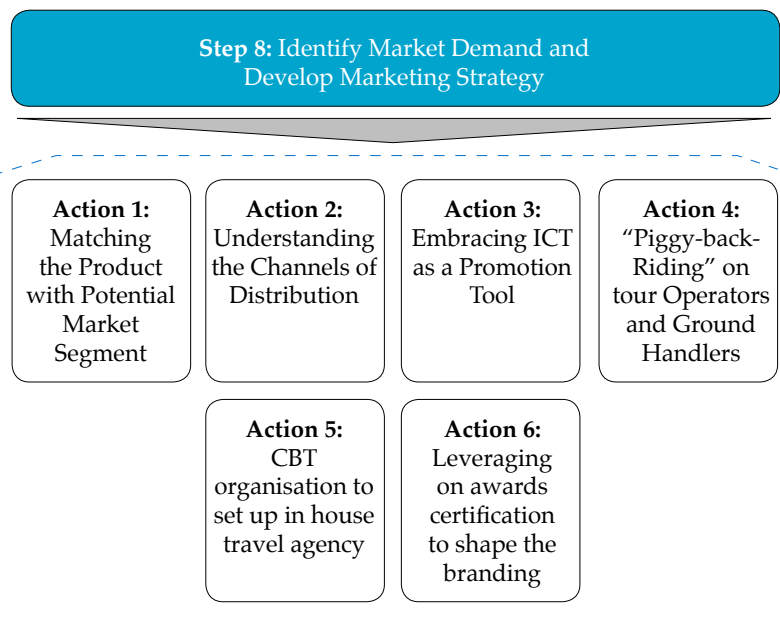 Step 8: Identify Market Demand and
Develop Marketing Strategy
Action 1:
Matching
the Product
with Potential
Market
Segment
Action 2:
Understanding
the Channels of
Distribution
Action 3:
Embracing ICT
as a Promotion
Tool
Action 4:
“Piggy-back-
Riding” on
tour Operators
and Ground
Handlers
Action 5:
CBT
organisation to
set up in house
travel agency
Action 6:
Leveraging
on awards
certification
to shape the
branding